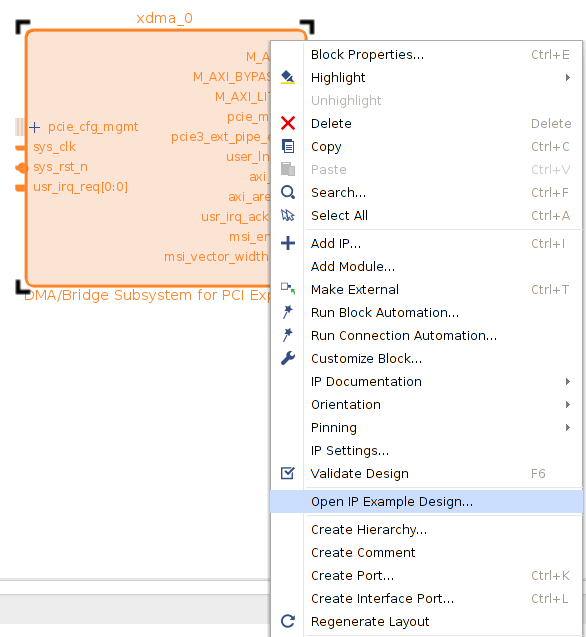 xdma_0
M_A
M_AXI_BYPAS
M_AXI_LI
pcie_m
pcie3_ext_pipe_
user_ln
axi_
axi_are
usr_irq_ack
msi_en
msi_vector_width
pcie_cfg_mgmt
sys_clk
sys_rst_n
usr_irq_req[0:0]
DMA/Bridge Subsystem for PCI Exp
Block Properties... Ctrl+E
Highlight
Unhighlight
Delete Delete
Copy Ctrl+C
Paste Ctrl+V
Search... Ctrl+F
Select All Ctrl+A
Add IP... Ctrl+I
Add Module...
Make External Ctrl+T
Run Block Automation...
Run Connection Automation...
Customize Block...
IP Documentation
Orientation
Pinning
IP Settings...
Validate Design F6
Open IP Example Design...
Create Hierarchy...
Create Comment
Create Port... Ctrl+K
Create Interface Port... Ctrl+L
Regenerate Layout